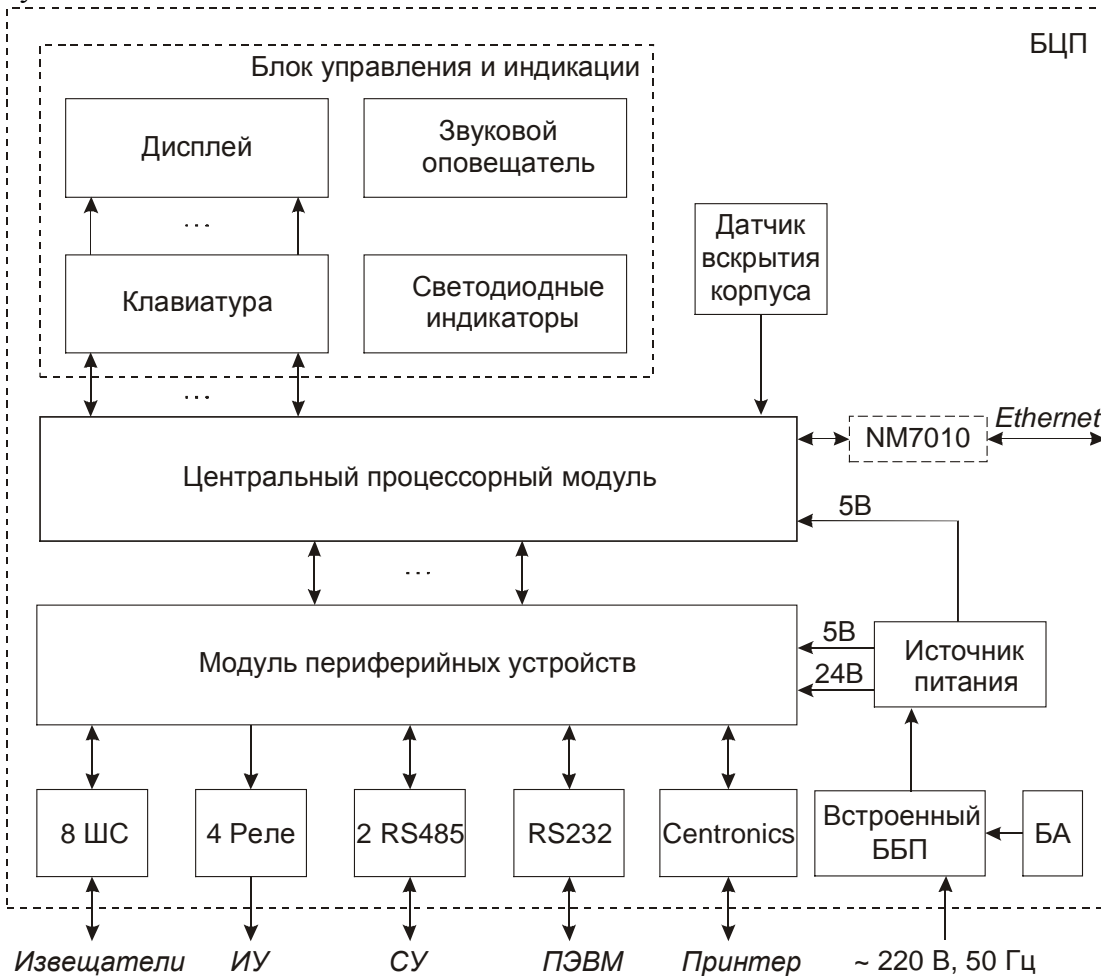 БЦП
Блок управления и индикации
Дисплей
Звуковой
оповещатель
Датчик
вскрытия
корпуса
...
Клавиатура
Светодиодные
индикаторы
...
Ethernet
NM7010
Центральный процессорный модуль
5В
...
5В
Модуль периферийных устройств
Источник
питания
24В
8 ШС
4 Реле
2 RS485
RS232
Centronics
Встроенный
ББП
БА
Извещатели
ИУ
СУ
ПЭВМ
Принтер
~ 220 В, 50 Гц